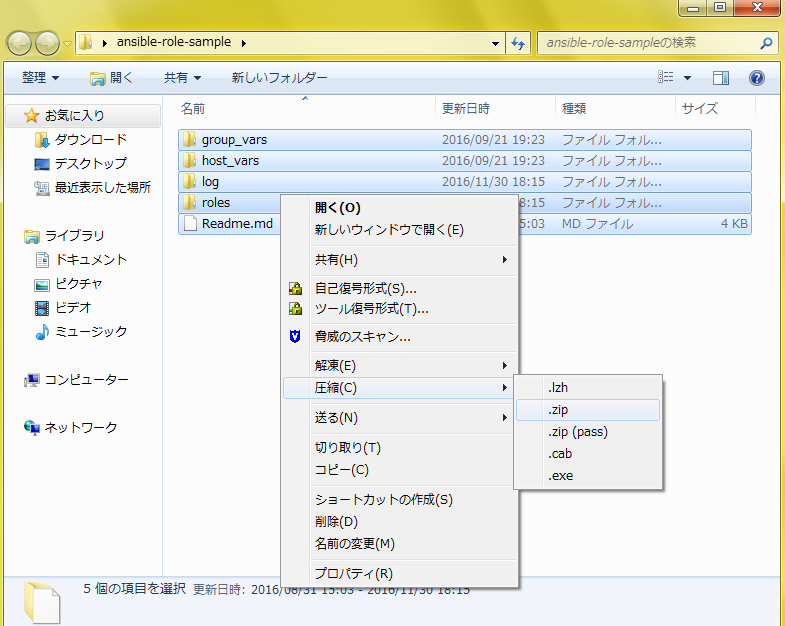 ansible-role-sample
ansible-role-sampleの検索
整理 開く 共有 新しいフォルダー
お気に入り
ダウンロード
デスクトップ
最近表示した場所
ライブラリ
ドキュメント
ピクチャ
ビデオ
ミュージック
コンピューター
ネットワーク
名前 更新日時 種類 サイズ
group_vars 2016/09/21 19:23 ファイル フォル...
host_vars 2016/09/21 19:23 ファイル フォル...
log 2016/11/30 18:15 ファイル フォル...
roles 8:15 ファイル フォル...
Readme.md 5:03 MD ファイル 4 KB
開く(O)
新しいウィンドウで開く(E)
共有(H)
自己復号形式(S)...
ツール復号形式(T)...
脅威のスキャン...
解凍(E)
圧縮(C)
送る(N)
切り取り(T)
コピー(C)
ショートカットの作成(S)
削除(D)
名前の変更(M)
プロパティ(R)
.lzh
.zip
.zip (pass)
.cab
.exe
5 個の項目を選択 更新日時: 2016/08/31 15:03 - 2016/11/30 18:15